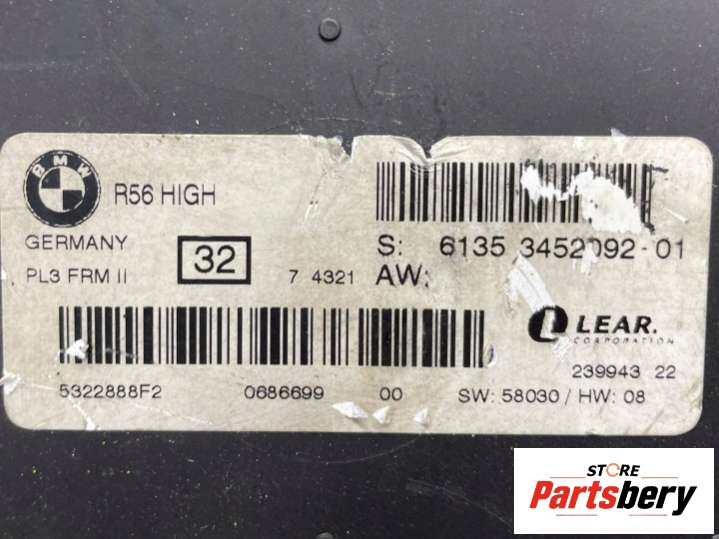 BMW
R56 HIGH
GERMANY
PL3 FRM II
32
7 4321
S: 6135 3452092-01
AW:
LEAR.
CORPORATION
239943 22
5322888F2 0686699 00 SW: 58030 / HW: 08
STORE
Partsbery